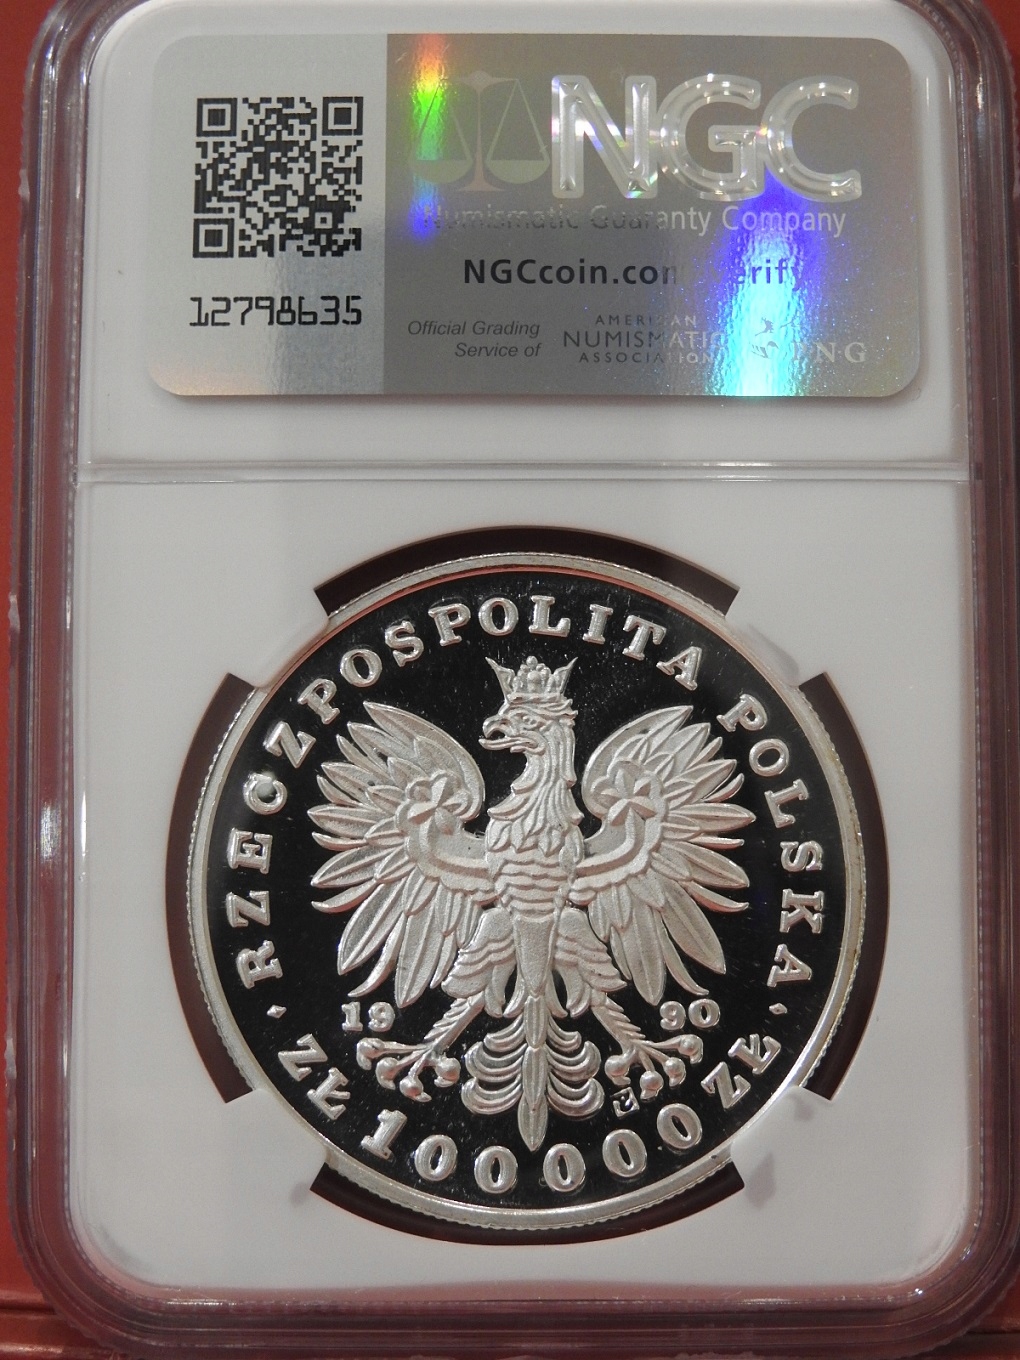 NGC
Numismatic Guaranty Company
NGCcoin.com/verify
12798635
Official Grading
Service of
AMERICAN
NUMISMATIC
ASSOCIATION
PNG
RZECZPOSPOLITA POLSKA
19 90
ZŁ 100000 ZŁ